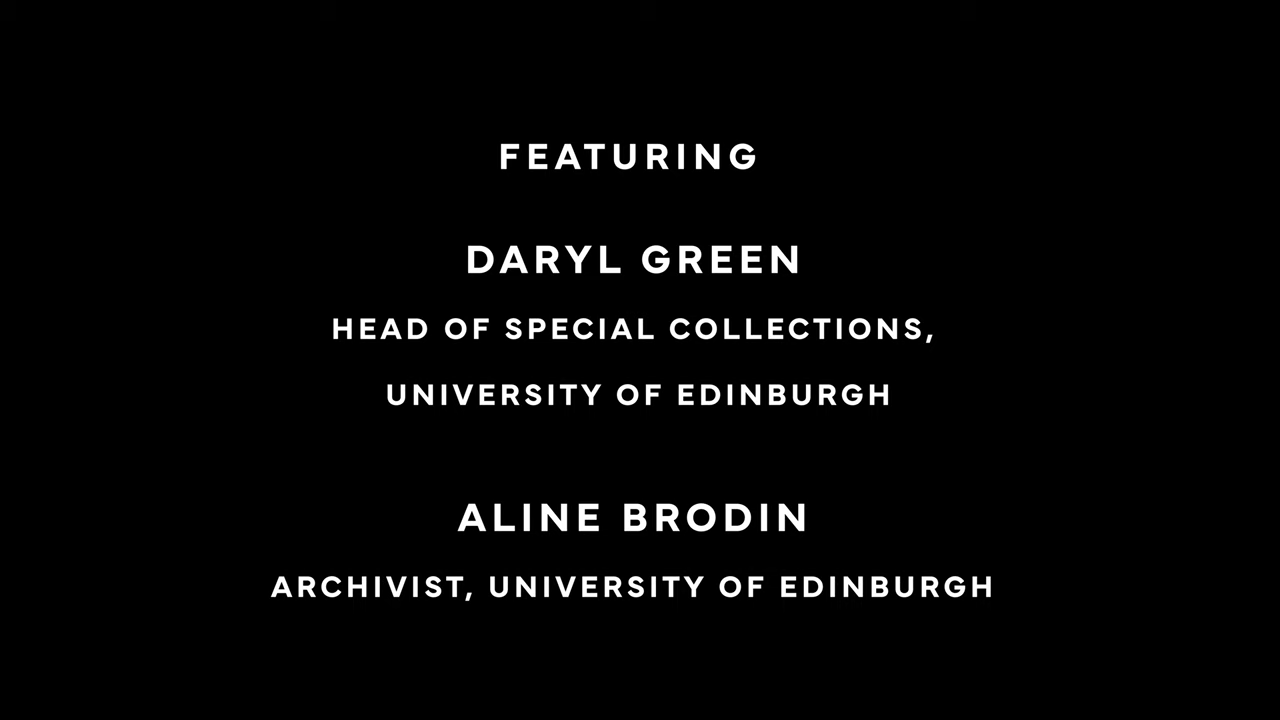 FEATURING
DARYL GREEN
HEAD OF SPECIAL COLLECTIONS,
UNIVERSITY OF EDINBURGH
ALINE BRODIN
ARCHIVIST, UNIVERSITY OF EDINBURGH